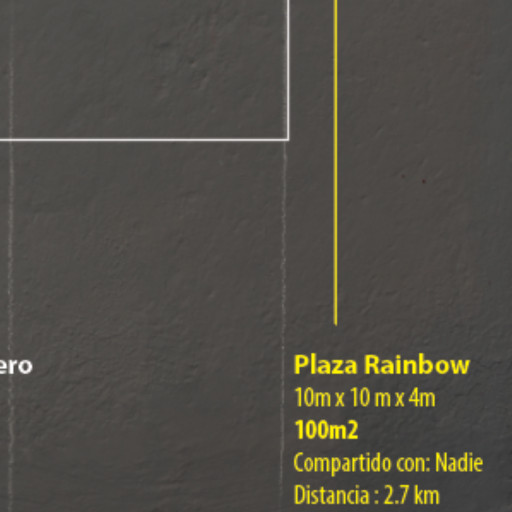 ero
Plaza Rainbow
10m x 10 m x 4m
100m2
Compartido con: Nadie
Distancia : 2.7 km